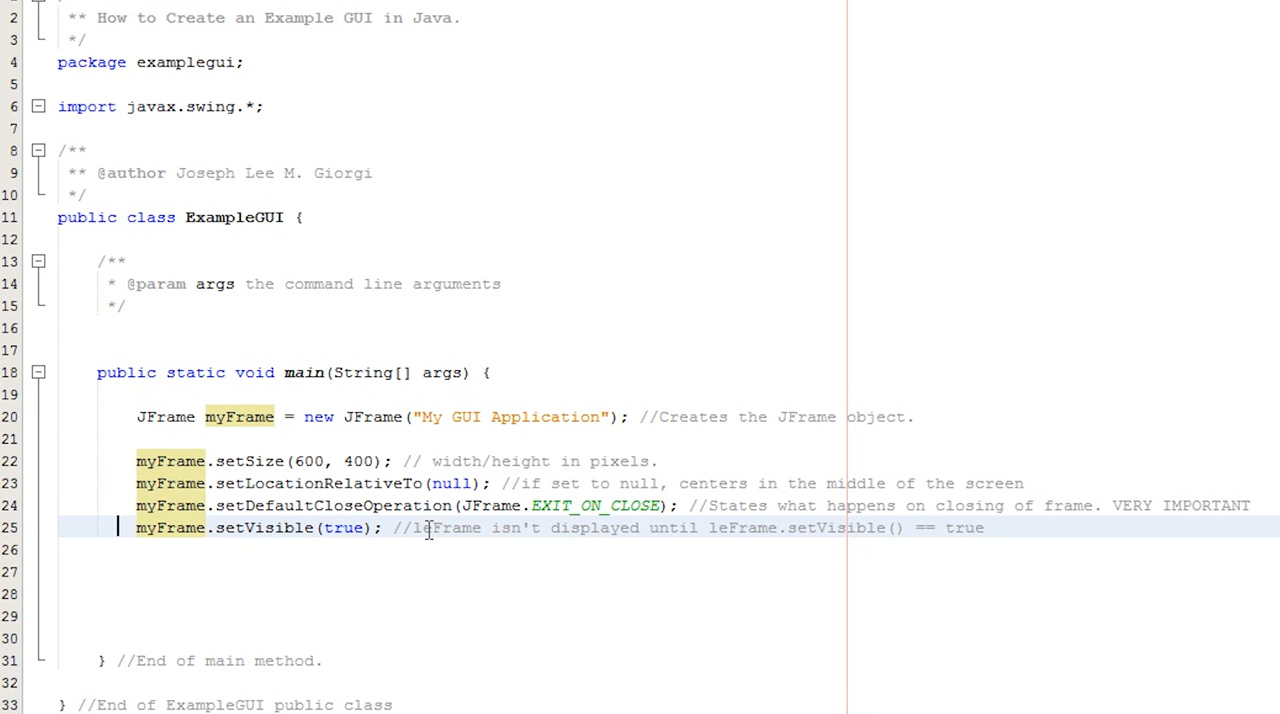 2 ** How to Create an Example GUI in Java.
3 */
4 package examplegui;
5
6 import javax.swing.*;
7
8 /**
9 ** @author Joseph Lee M. Giorgi
10 */
11 public class ExampleGUI {
12
13 /**
14 * @param args the command line arguments
15 */
16
17
18 public static void main(String[] args) {
19
20 JFrame myFrame = new JFrame("My GUI Application"); //Creates the JFrame object.
21
22 myFrame.setSize(600, 400); // width/height in pixels.
23 myFrame.setLocationRelativeTo(null); //if set to null, centers in the middle of the screen
24 myFrame.setDefaultCloseOperation(JFrame.EXIT_ON_CLOSE); //States what happens on closing of frame. VERY IMPORTANT
25 myFrame.setVisible(true); //leFrame isn't displayed until leFrame.setVisible() == true
26
27
28
29
30
31 } //End of main method.
32
33 } //End of ExampleGUI public class